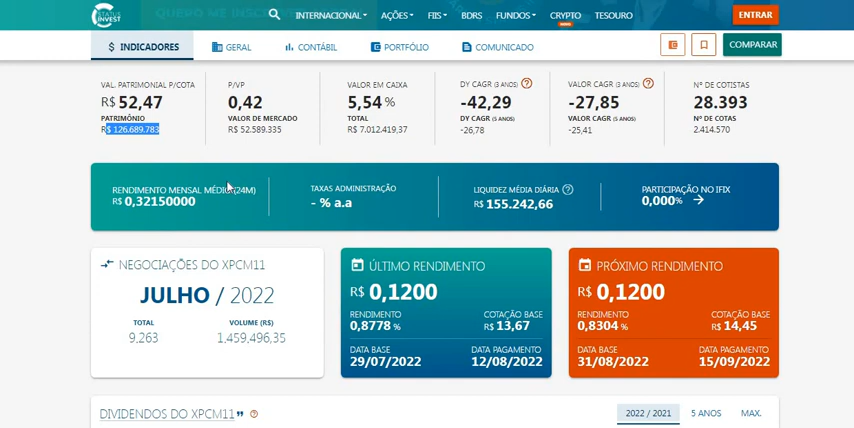 STATUS INVEST
INTERNACIONAL AÇÕES FIIS BDRS FUNDOS CRYPTO TESOURO ENTRAR
$ INDICADORES GERAL CONTÁBIL PORTFÓLIO COMUNICADO COMPARAR
VAL. PATRIMONIAL P/COTA
R$ 52,47
PATRIMÔNIO
R$ 126.689.783
P/VP
0,42
VALOR DE MERCADO
R$ 52.589.335
VALOR EM CAIXA
5,54 %
TOTAL
R$ 7.012.419,37
DY CAGR (3 ANOS) ?
-42,29
DY CAGR (5 ANOS)
-26,78
VALOR CAGR (3 ANOS) ?
-27,85
VALOR CAGR (5 ANOS)
-25,41
Nº DE COTISTAS
28.393
Nº DE COTAS
2.414.570
RENDIMENTO MENSAL MÉDIO (24M)
R$ 0,32150000
TAXAS ADMINISTRAÇÃO
- % a.a
LIQUIDEZ MÉDIA DIÁRIA ?
R$ 155.242,66
PARTICIPAÇÃO NO IFIX
0,000%
NEGOCIAÇÕES DO XPCM11
JULHO / 2022
TOTAL VOLUME (R$)
9.263 1.459.496,35
ÚLTIMO RENDIMENTO
R$ 0,1200
RENDIMENTO COTAÇÃO BASE
0,8778 % R$ 13,67
DATA BASE DATA PAGAMENTO
29/07/2022 12/08/2022
PRÓXIMO RENDIMENTO
R$ 0,1200
RENDIMENTO COTAÇÃO BASE
0,8304 % R$ 14,45
DATA BASE DATA PAGAMENTO
31/08/2022 15/09/2022
DIVIDENDOS DO XPCM11 ?
2022 / 2021 5 ANOS MAX.